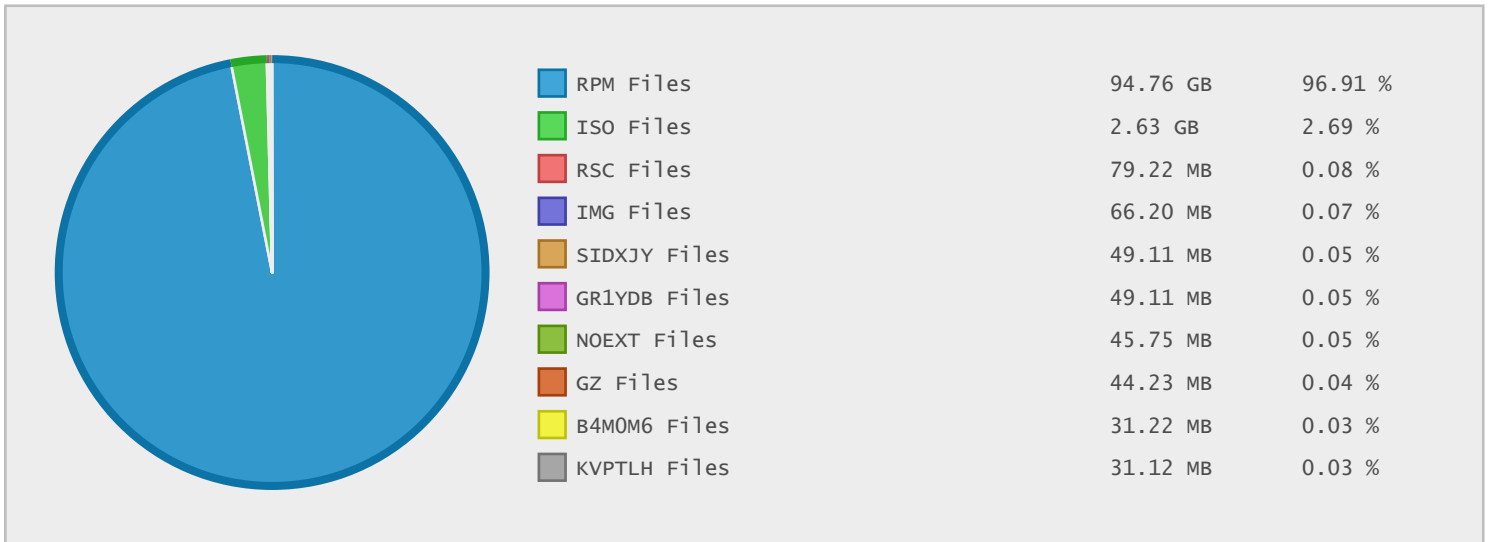 RPM Files 94.76 GB 96.91 %
ISO Files 2.63 GB 2.69 %
RSC Files 79.22 MB 0.08 %
IMG Files 66.20 MB 0.07 %
SIDXJY Files 49.11 MB 0.05 %
GR1YDB Files 49.11 MB 0.05 %
NOEXT Files 45.75 MB 0.05 %
GZ Files 44.23 MB 0.04 %
B4M0M6 Files 31.22 MB 0.03 %
KVPTLH Files 31.12 MB 0.03 %